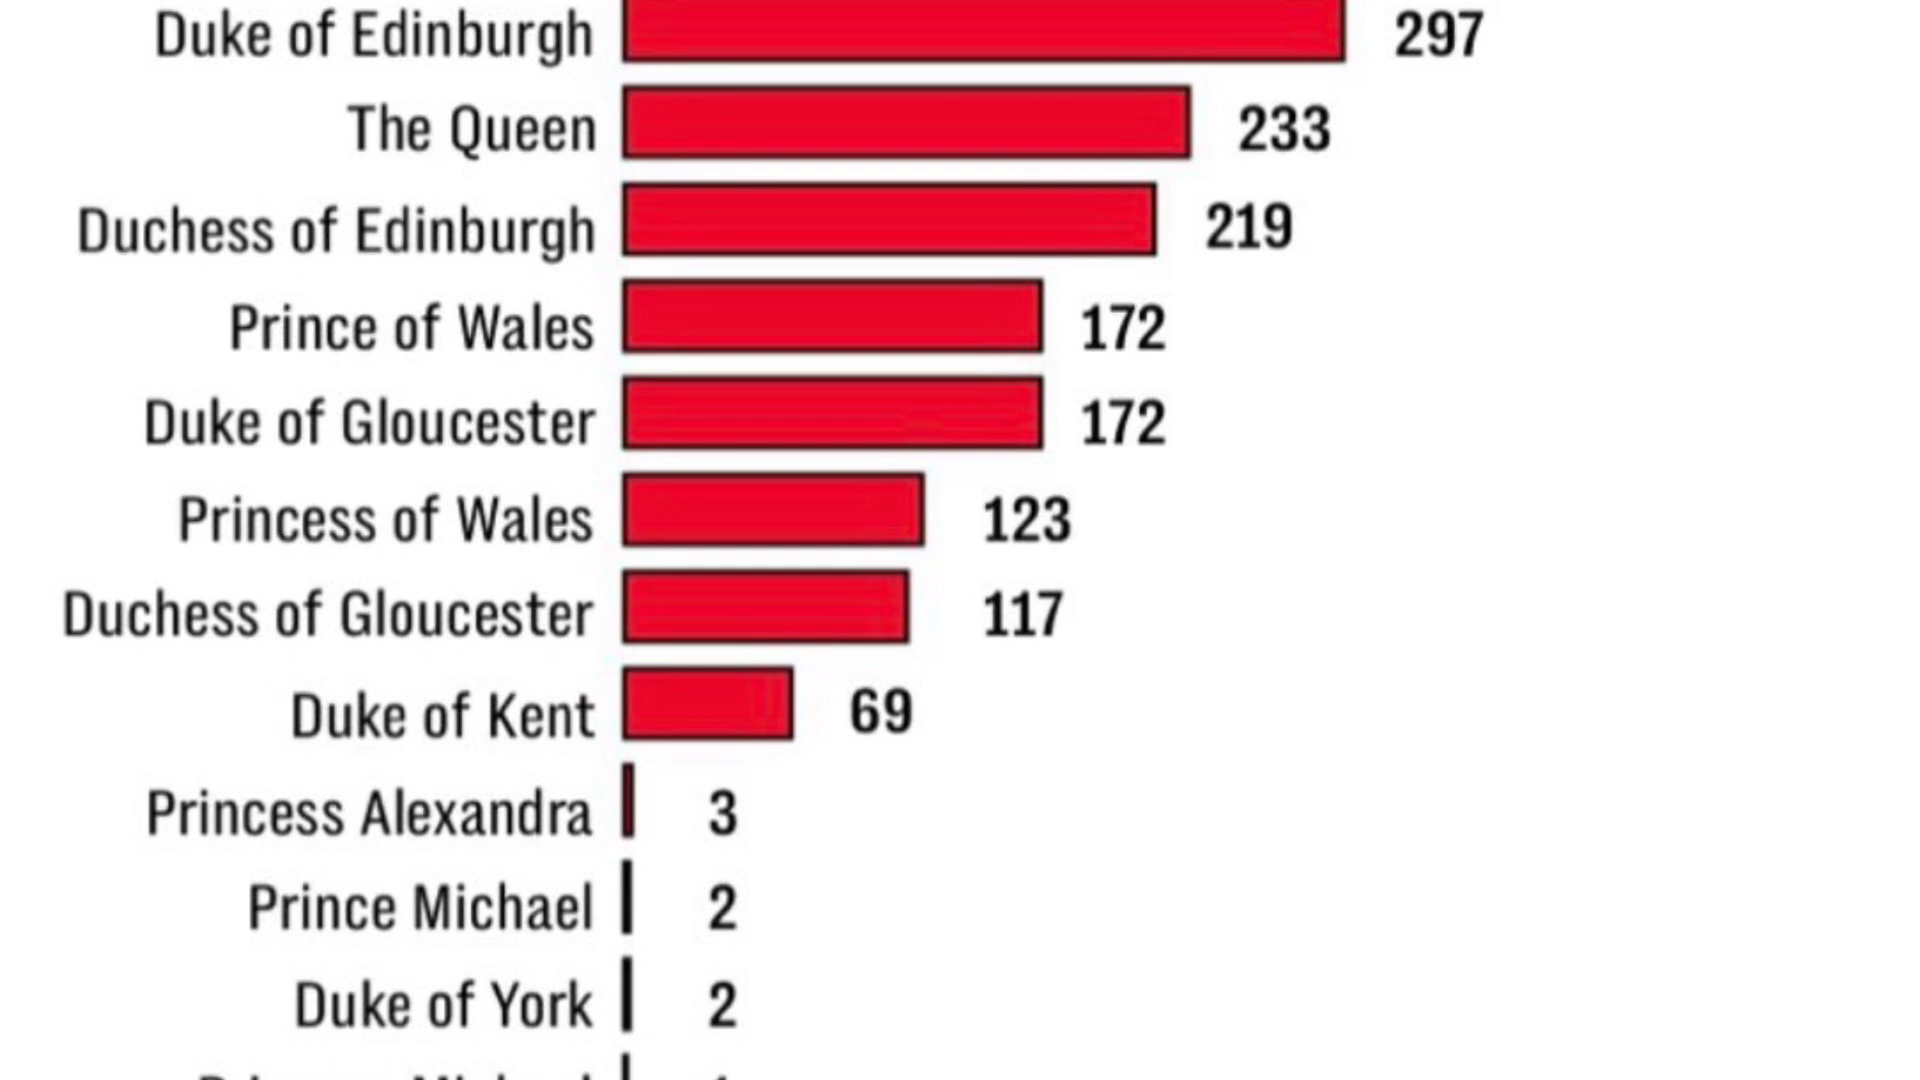 Duke of Edinburgh 297
The Queen 233
Duchess of Edinburgh 219
Prince of Wales 172
Duke of Gloucester 172
Princess of Wales 123
Duchess of Gloucester 117
Duke of Kent 69
Princess Alexandra 3
Prince Michael 2
Duke of York 2